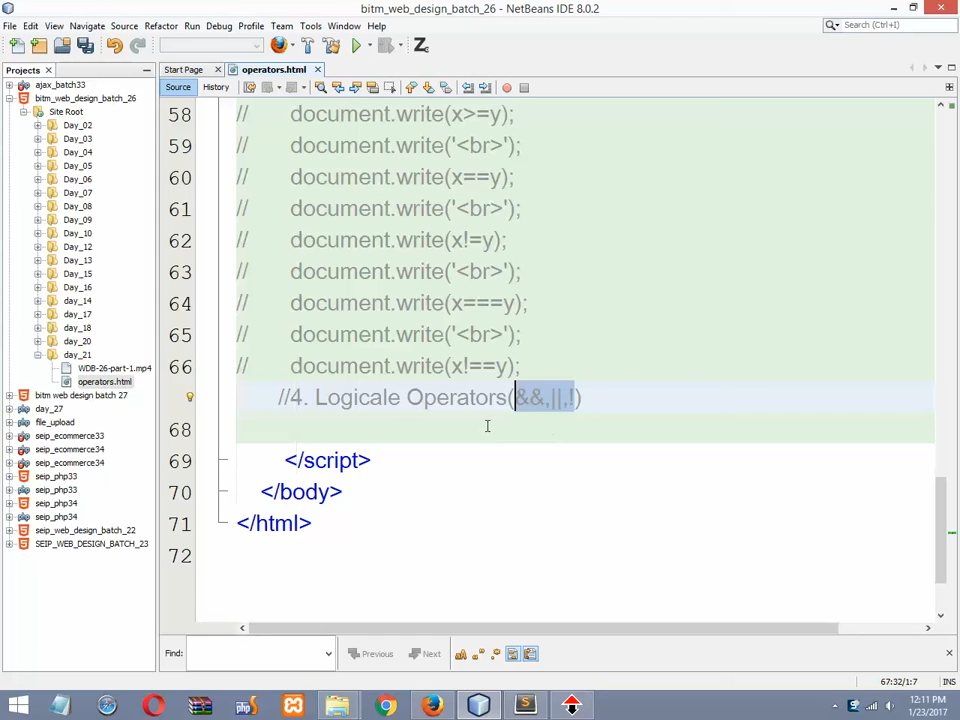 bitm_web_design_batch_26 - NetBeans IDE 8.0.2
File Edit View Navigate Source Refactor Run Debug Profile Team Tools Window Help
Search (Ctrl+I)
Projects
Start Page
operators.html
Source
History
ajax_batch33
bitm_web_design_batch_26
Site Root
Day_02
Day_03
Day_04
Day_05
Day_06
Day_07
Day_08
Day_09
Day_10
Day_12
Day_13
Day_15
Day_16
day_14
day_17
day_18
day_20
day_21
WDB-26-part-1.mp4
operators.html
bitm web design batch 27
day_27
file_upload
seip_ecommerce33
seip_ecommerce33
seip_ecommerce34
seip_php33
seip_php33
seip_php34
seip_php34
seip_web_design_batch_22
SEIP_WEB_DESIGN_BATCH_23
58 // document.write(x>=y);
59 // document.write('<br>');
60 // document.write(x==y);
61 // document.write('<br>');
62 // document.write(x!=y);
63 // document.write('<br>');
64 // document.write(x===y);
65 // document.write('<br>');
66 // document.write(x!==y);
//4. Logicale Operators(&&,||,!)
68
69 </script>
70 </body>
71 </html>
72
Find:
Previous
Next
67:32/1:7
INS
12:11 PM
1/23/2017